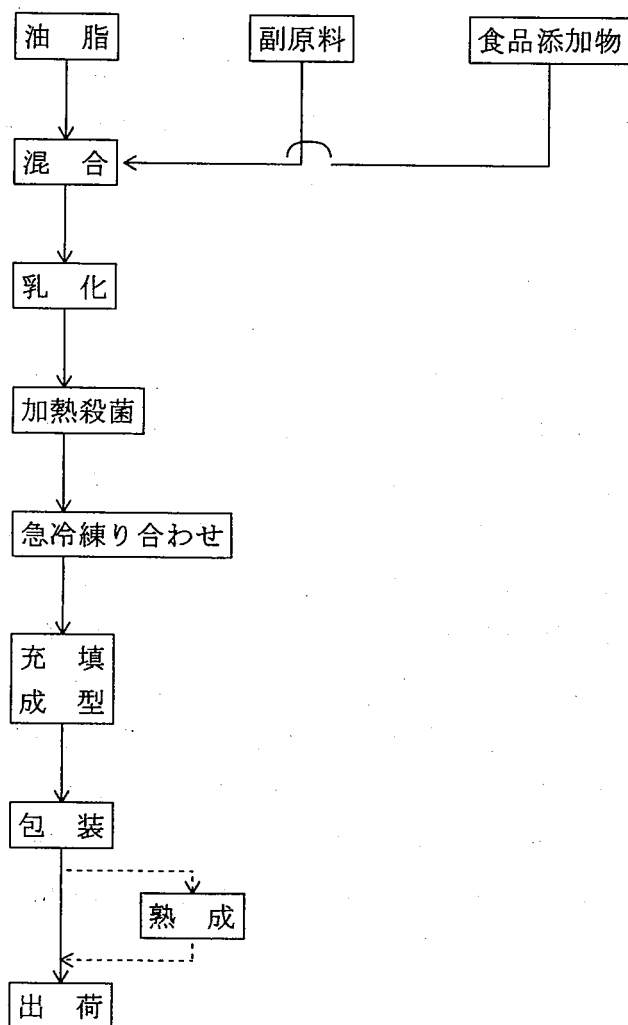 油脂
副原料
食品添加物
混合
乳化
加熱殺菌
急冷練り合わせ
充填
成型
包装
熟成
出荷